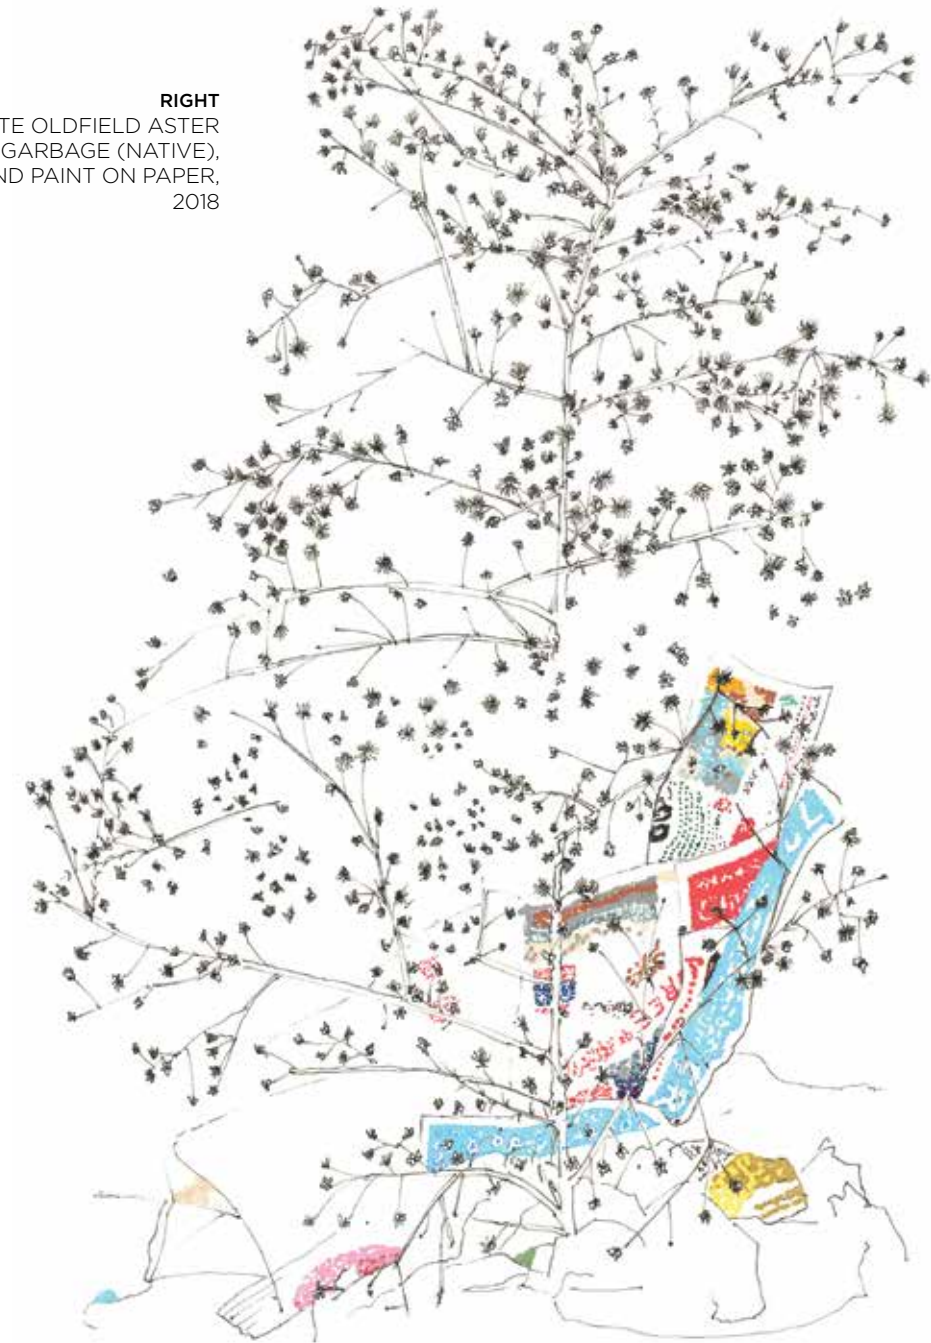 RIGHT
TE OLDFIELD ASTER
GARBAGE (NATIVE),
ND PAINT ON PAPER,
2018